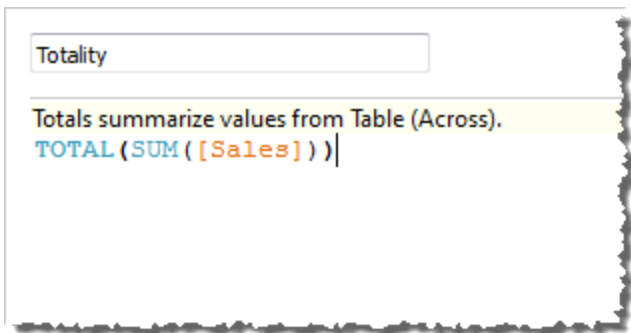 Totality
Totals summarize values from Table (Across).
TOTAL(SUM([Sales]))